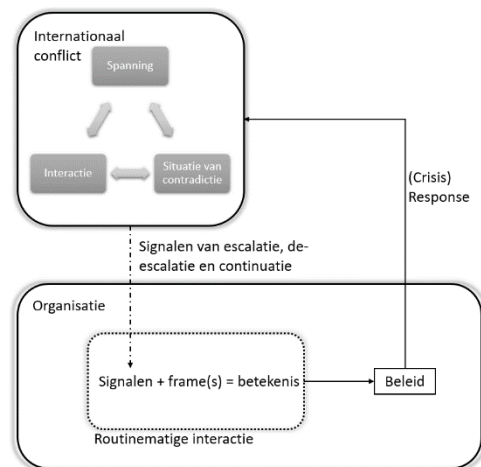 Internationaal
conflict
Spanning
Interactie
Situatie van
contradictie
(Crisis)
Response
Signalen van escalatie, de-
escalatie en continuatie
Organisatie
Signalen + frame(s) = betekenis
Beleid
Routinematige interactie